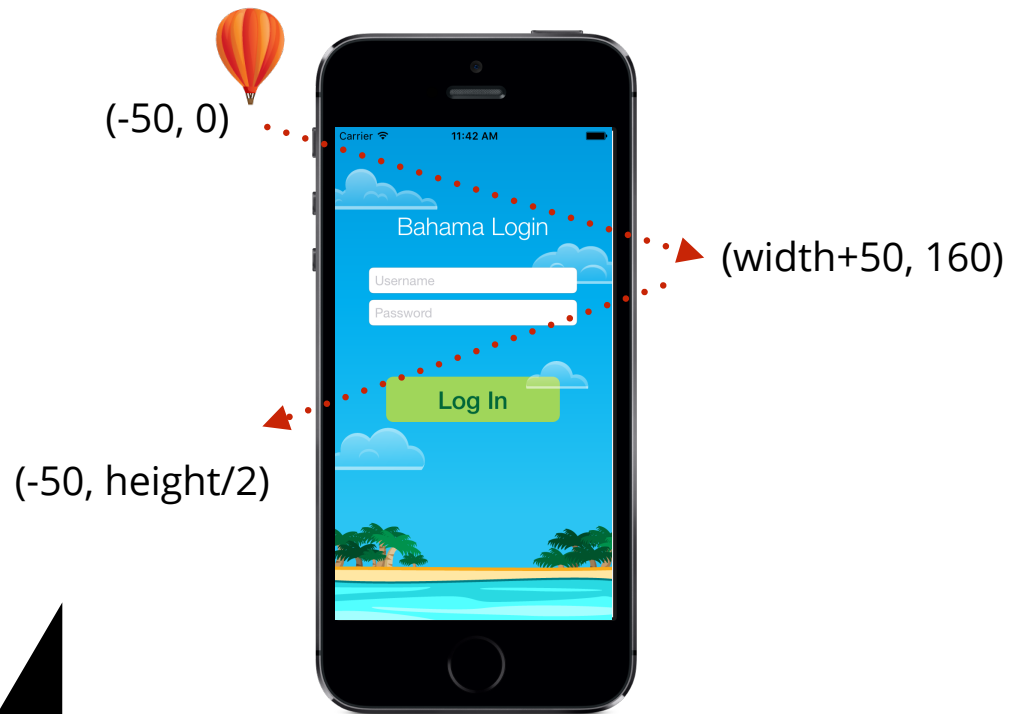 (-50, 0)
Carrier 11:42 AM
Bahama Login
(width+50, 160)
Username
Password
Log In
(-50, height/2)